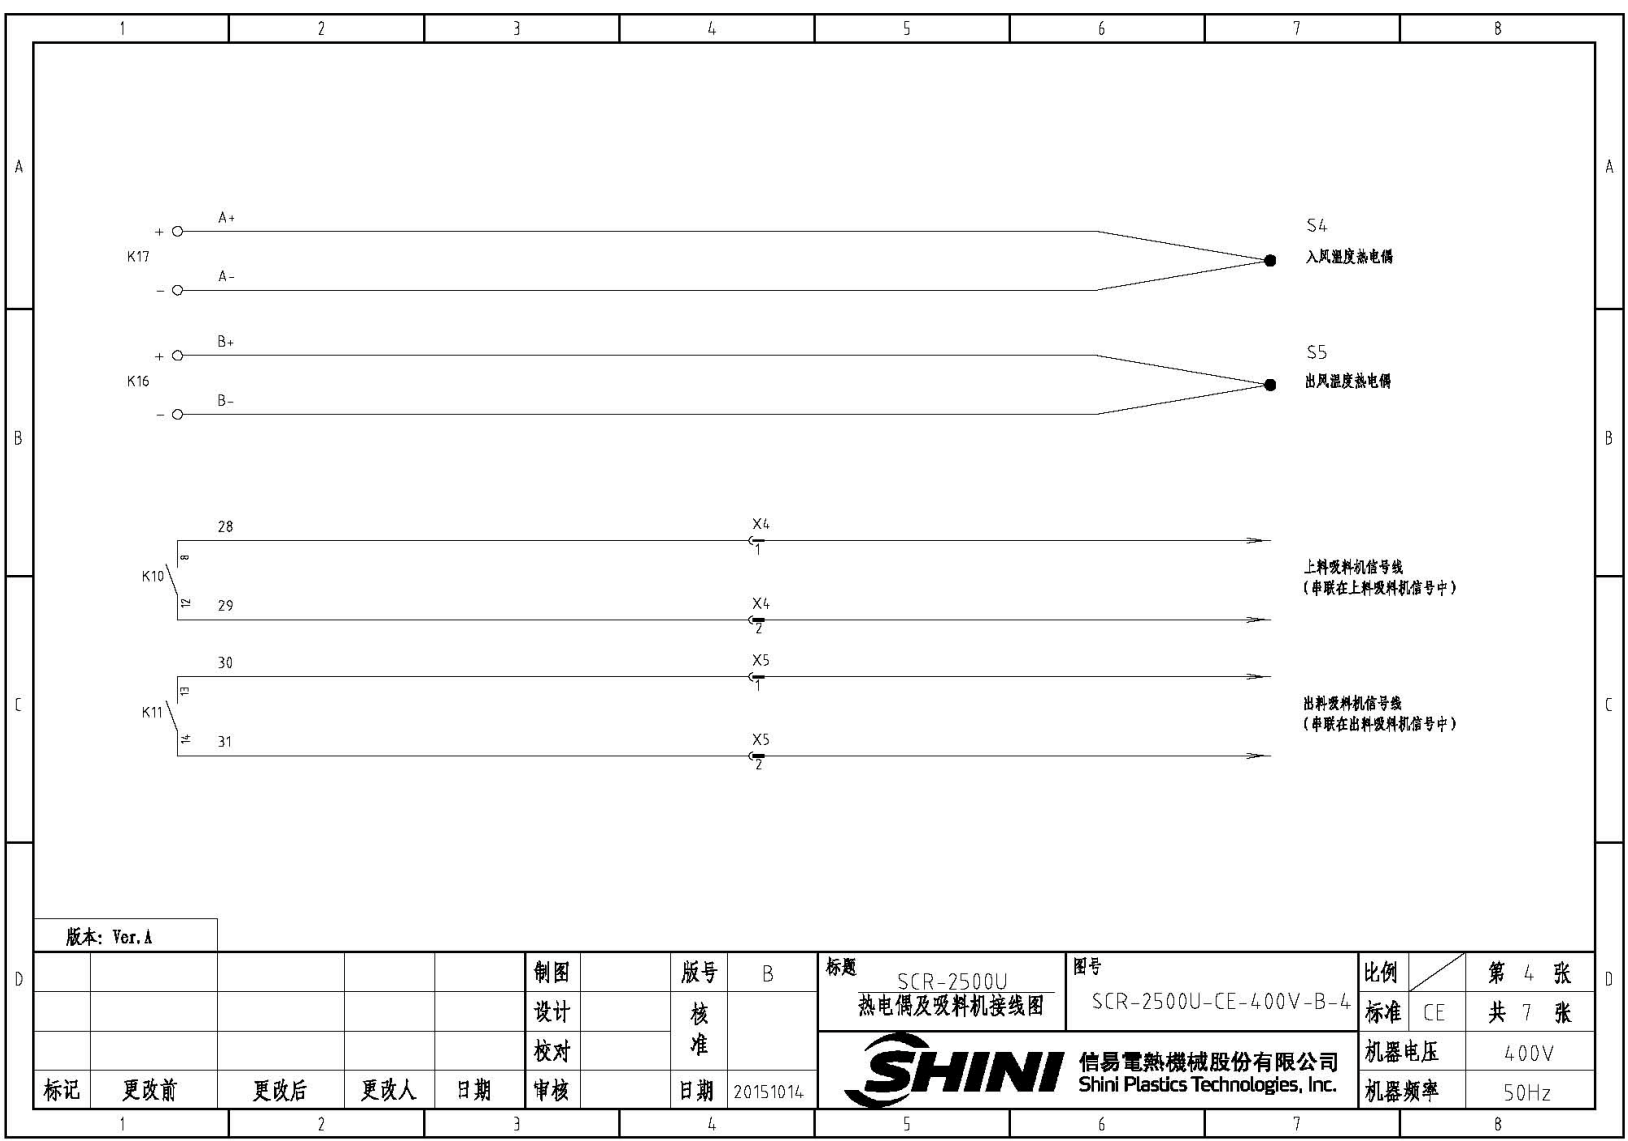 1 2 3 4 5 6 7 8
A A
A+
+
K17
A-
-
S4
入风温度热电偶
B+
+
K16
B-
-
S5
出风温度热电偶
B B
28 X4
8 1
K10
12 29 X4
2
上料吸料机信号线
(串联在上料吸料机信号中)
30 X5
13 1
K11
14 31 X5
2
出料吸料机信号线
(串联在出料吸料机信号中)
C C
版本: Ver.A
D D
制图 版号 B
设计 核准
校对
标记 更改前 更改后 更改人 日期 审核 日期 20151014
标题 SCR-2500U
热电偶及吸料机接线图
图号
SCR-2500U-CE-400V-B-4
比例 第 4 张
标准 CE 共 7 张
机器电压 400V
机器频率 50Hz
SHINI
信易電熱機械股份有限公司
Shini Plastics Technologies, Inc.
1 2 3 4 5 6 7 8